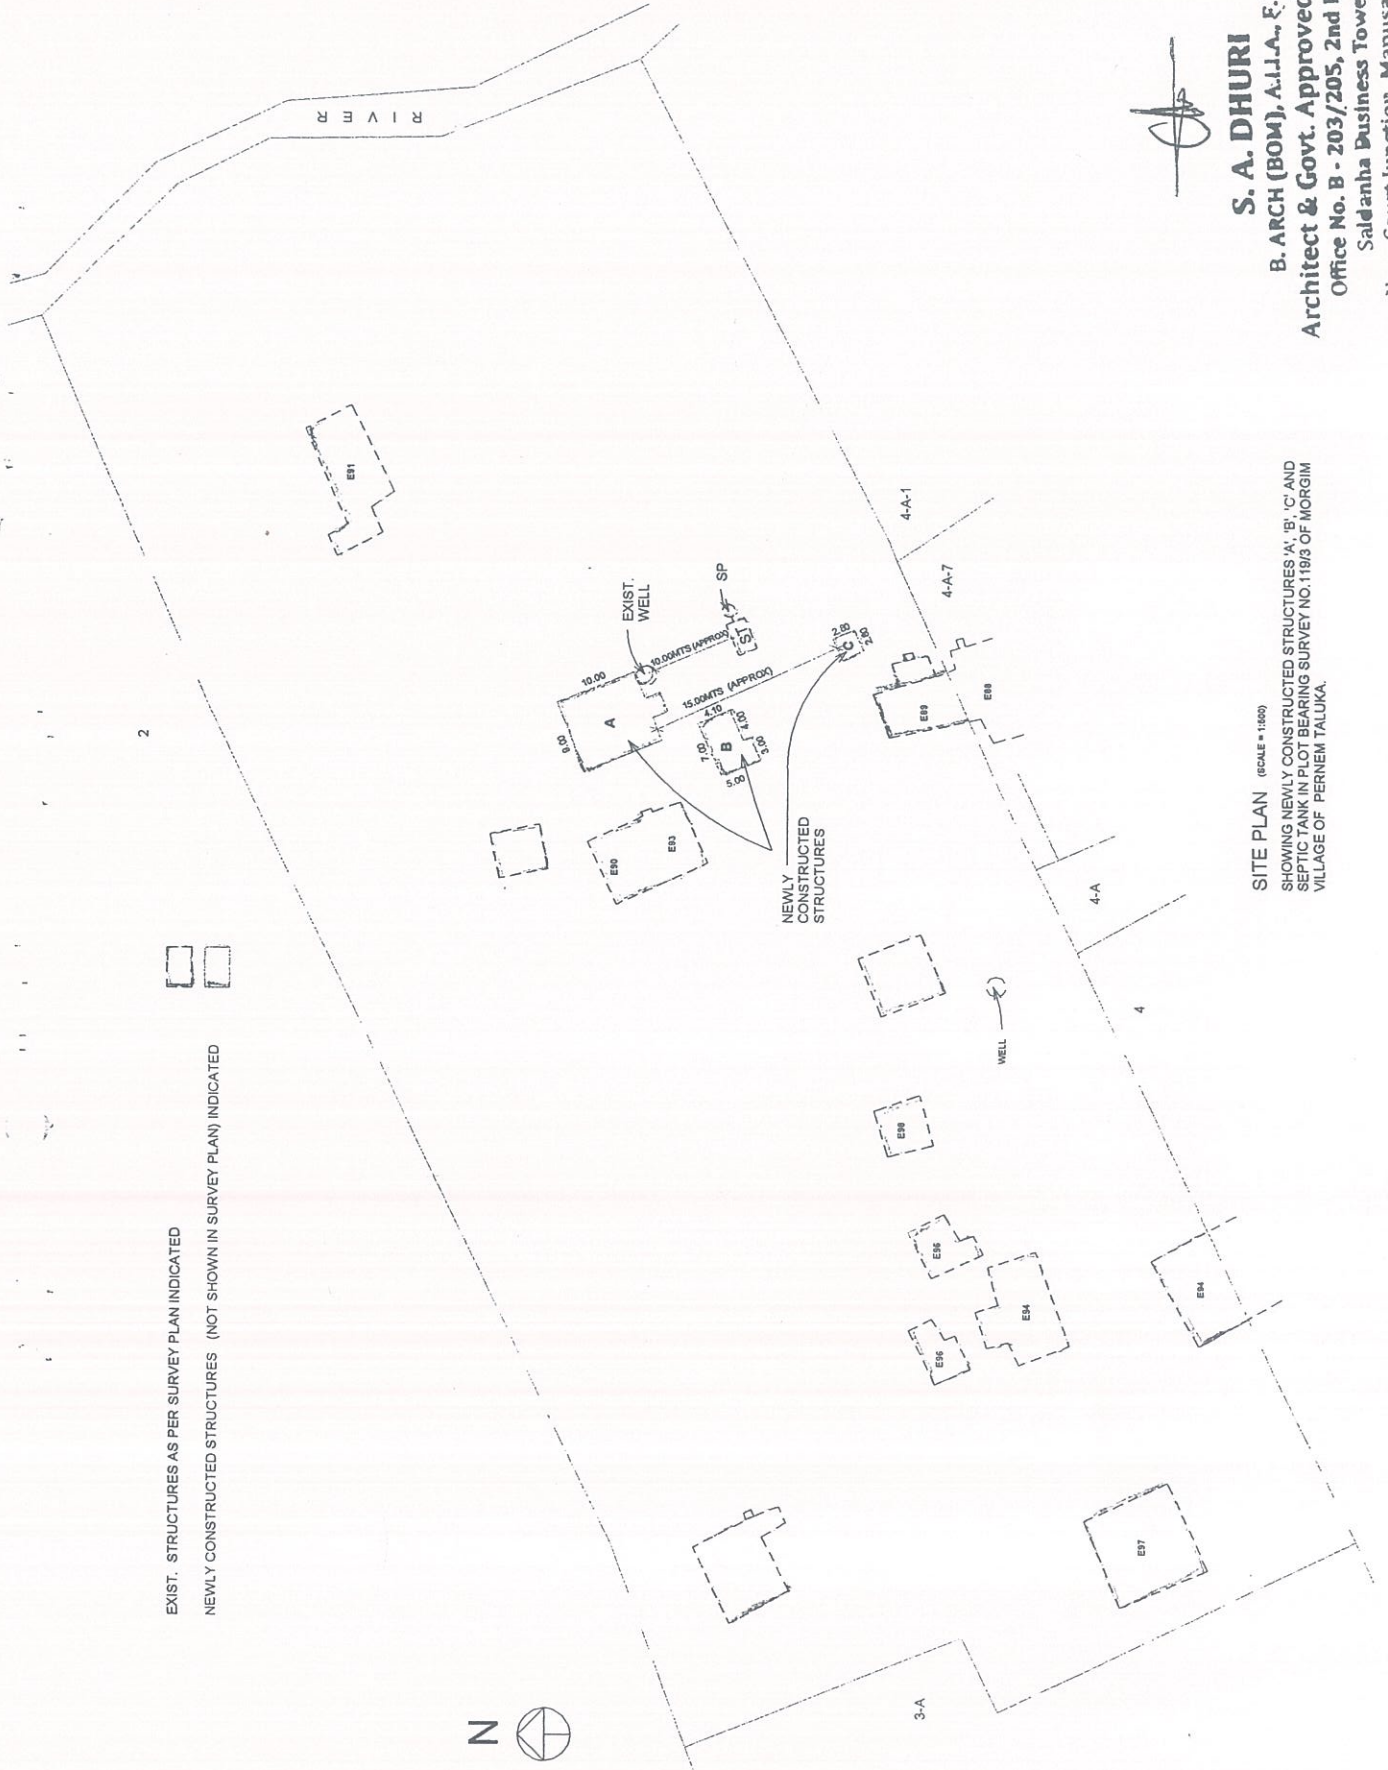 EXIST. STRUCTURES AS PER SURVEY PLAN INDICATED
NEWLY CONSTRUCTED STRUCTURES (NOT SHOWN IN SURVEY PLAN) INDICATED
N
2
RIVER
E91
EXIST.
WELL
SP
ST
10.00MTS (APPROX)
15.00MTS (APPROX)
10.00
9.00
A
7.00
4.10
4.00
B
3.00
5.00
2.80
C
2.80
E90
E93
NEWLY
CONSTRUCTED
STRUCTURES
E89
E88
4-A-1
4-A-7
4-A
4
WELL
E98
E96
E94
E96
E94
E97
3-A
SITE PLAN (SCALE = 1:500)
SHOWING NEWLY CONSTRUCTED STRUCTURES 'A', 'B', 'C' AND
SEPTIC TANK IN PLOT BEARING SURVEY NO.119/3 OF MORGIM
VILLAGE OF PERNEM TALUKA.
S. A. DHURI
B. ARCH (BOM), A.I.I.A., F.
Architect & Govt. Approved
Office No. B - 203/205, 2nd
Saldanha Business Towe
Court Junction, Mapusa